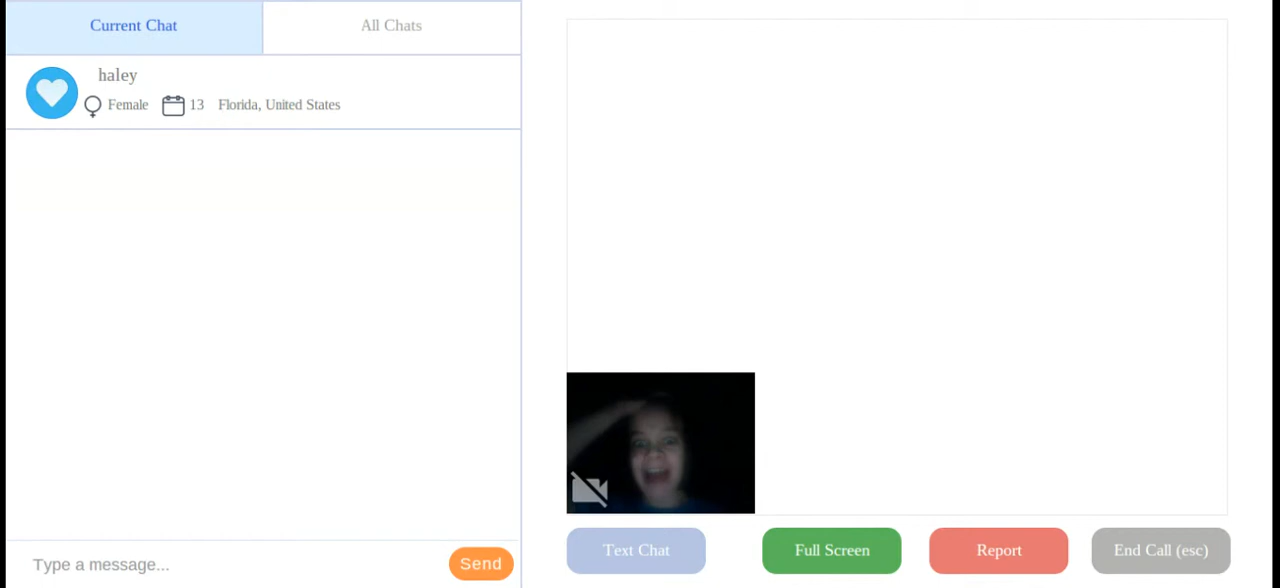 Current Chat
All Chats
haley
Female 13 Florida, United States
Type a message...
Send
Text Chat
Full Screen
Report
End Call (esc)